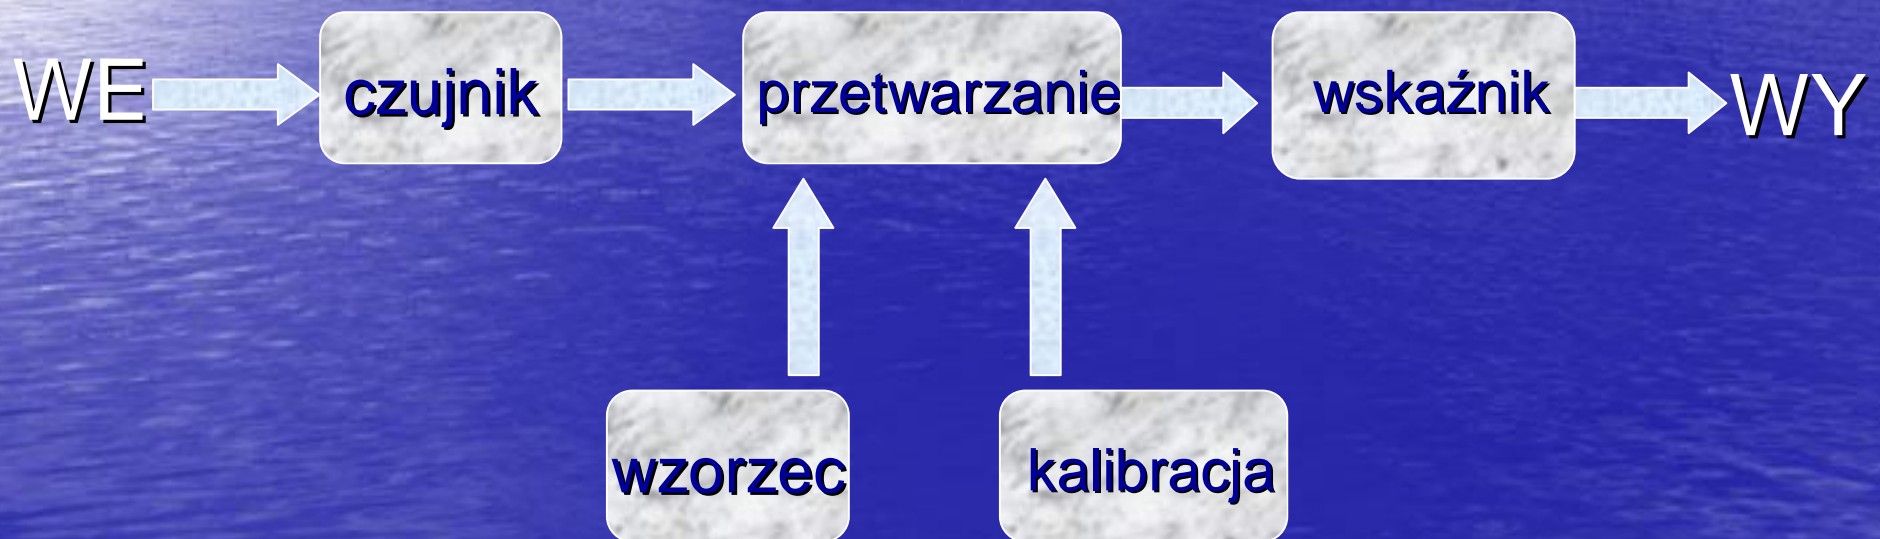 WE
czujnik
przetwarzanie
wskaźnik
WY
wzorzec
kalibracja